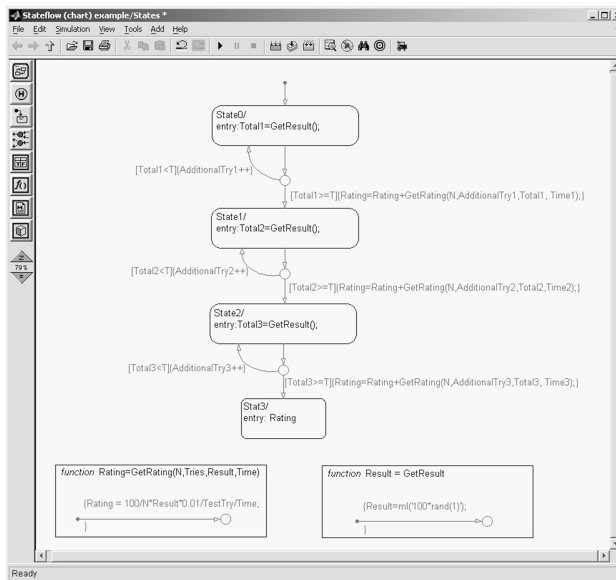 Stateflow (chart) example/States *
File Edit Simulation View Tools Add Help
State0/
entry:Total1=GetResult();
[Total1<T]{AdditionalTry1++}
[Total1>=T]{Rating=Rating+GetRating(N,AdditionalTry1,Total1, Time1);}
State1/
entry:Total2=GetResult();
[Total2<T]{AdditionalTry2++}
[Total2>=T]{Rating=Rating+GetRating(N,AdditionalTry2,Total2,Time2);}
State2/
entry:Total3=GetResult();
[Total3<T]{AdditionalTry3++}
[Total3>=T]{Rating=Rating+GetRating(N,AdditionalTry3,Total3, Time3);}
Stat3/
entry: Rating
function Rating=GetRating(N,Tries,Result,Time)
{Rating = 100/N*Result*0.01/TestTry/Time;
}
function Result = GetResult
{Result=ml('100*rand(1)');
}
70%
Ready